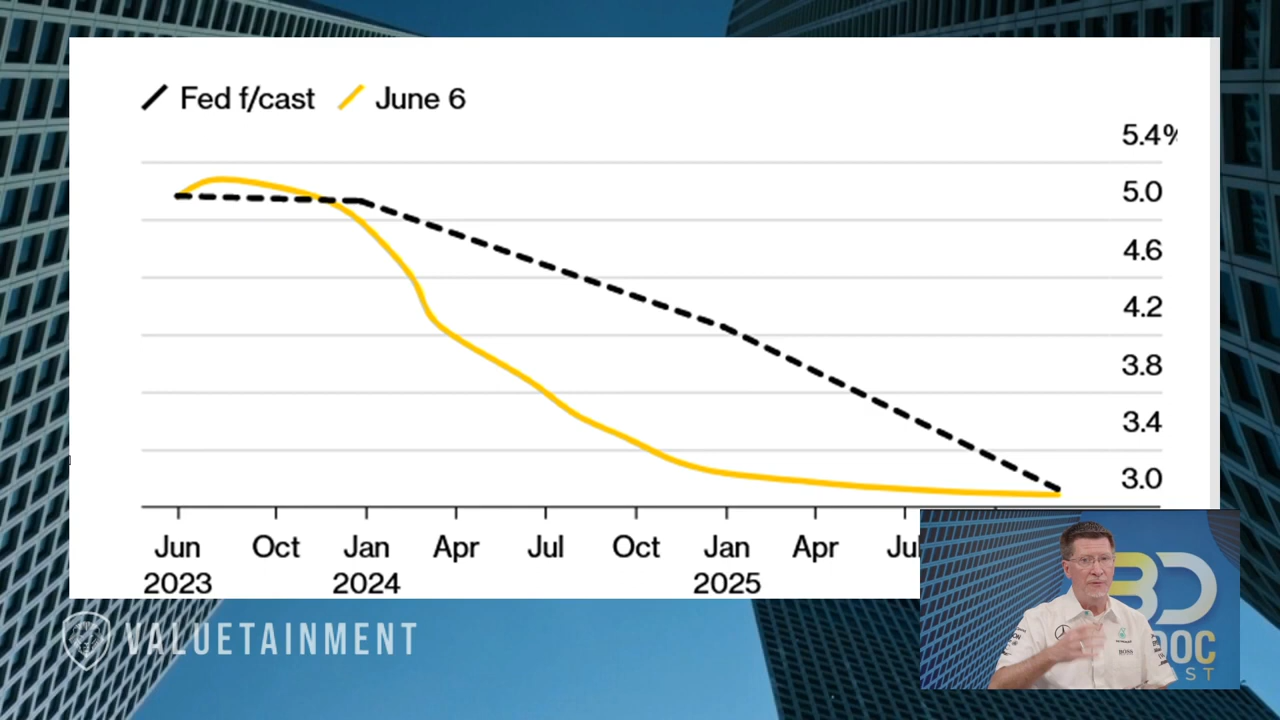 Fed f/cast June 6
5.4%
5.0
4.6
4.2
3.8
3.4
3.0
Jun Oct Jan Apr Jul Oct Jan Apr
2023 2024 2025
VALUETAINMENT
BOSS